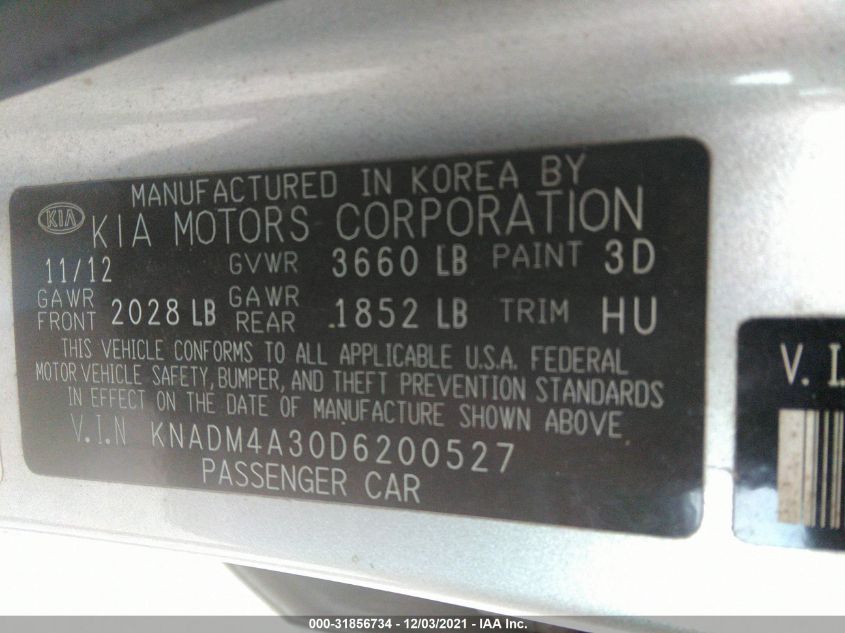 MANUFACTURED IN KOREA BY
KIA KIA MOTORS CORPORATION
11/12 GVWR 3660 LB PAINT 3D
GAWR FRONT 2028 LB GAWR REAR 1852 LB TRIM HU
THIS VEHICLE CONFORMS TO ALL APPLICABLE U.S.A. FEDERAL
MOTOR VEHICLE SAFETY, BUMPER, AND THEFT PREVENTION STANDARDS
IN EFFECT ON THE DATE OF MANUFACTURE SHOWN ABOVE.
V.I.N KNADM4A30D6200527
PASSENGER CAR
V. I.
000-31856734 - 12/03/2021 - IAA Inc.